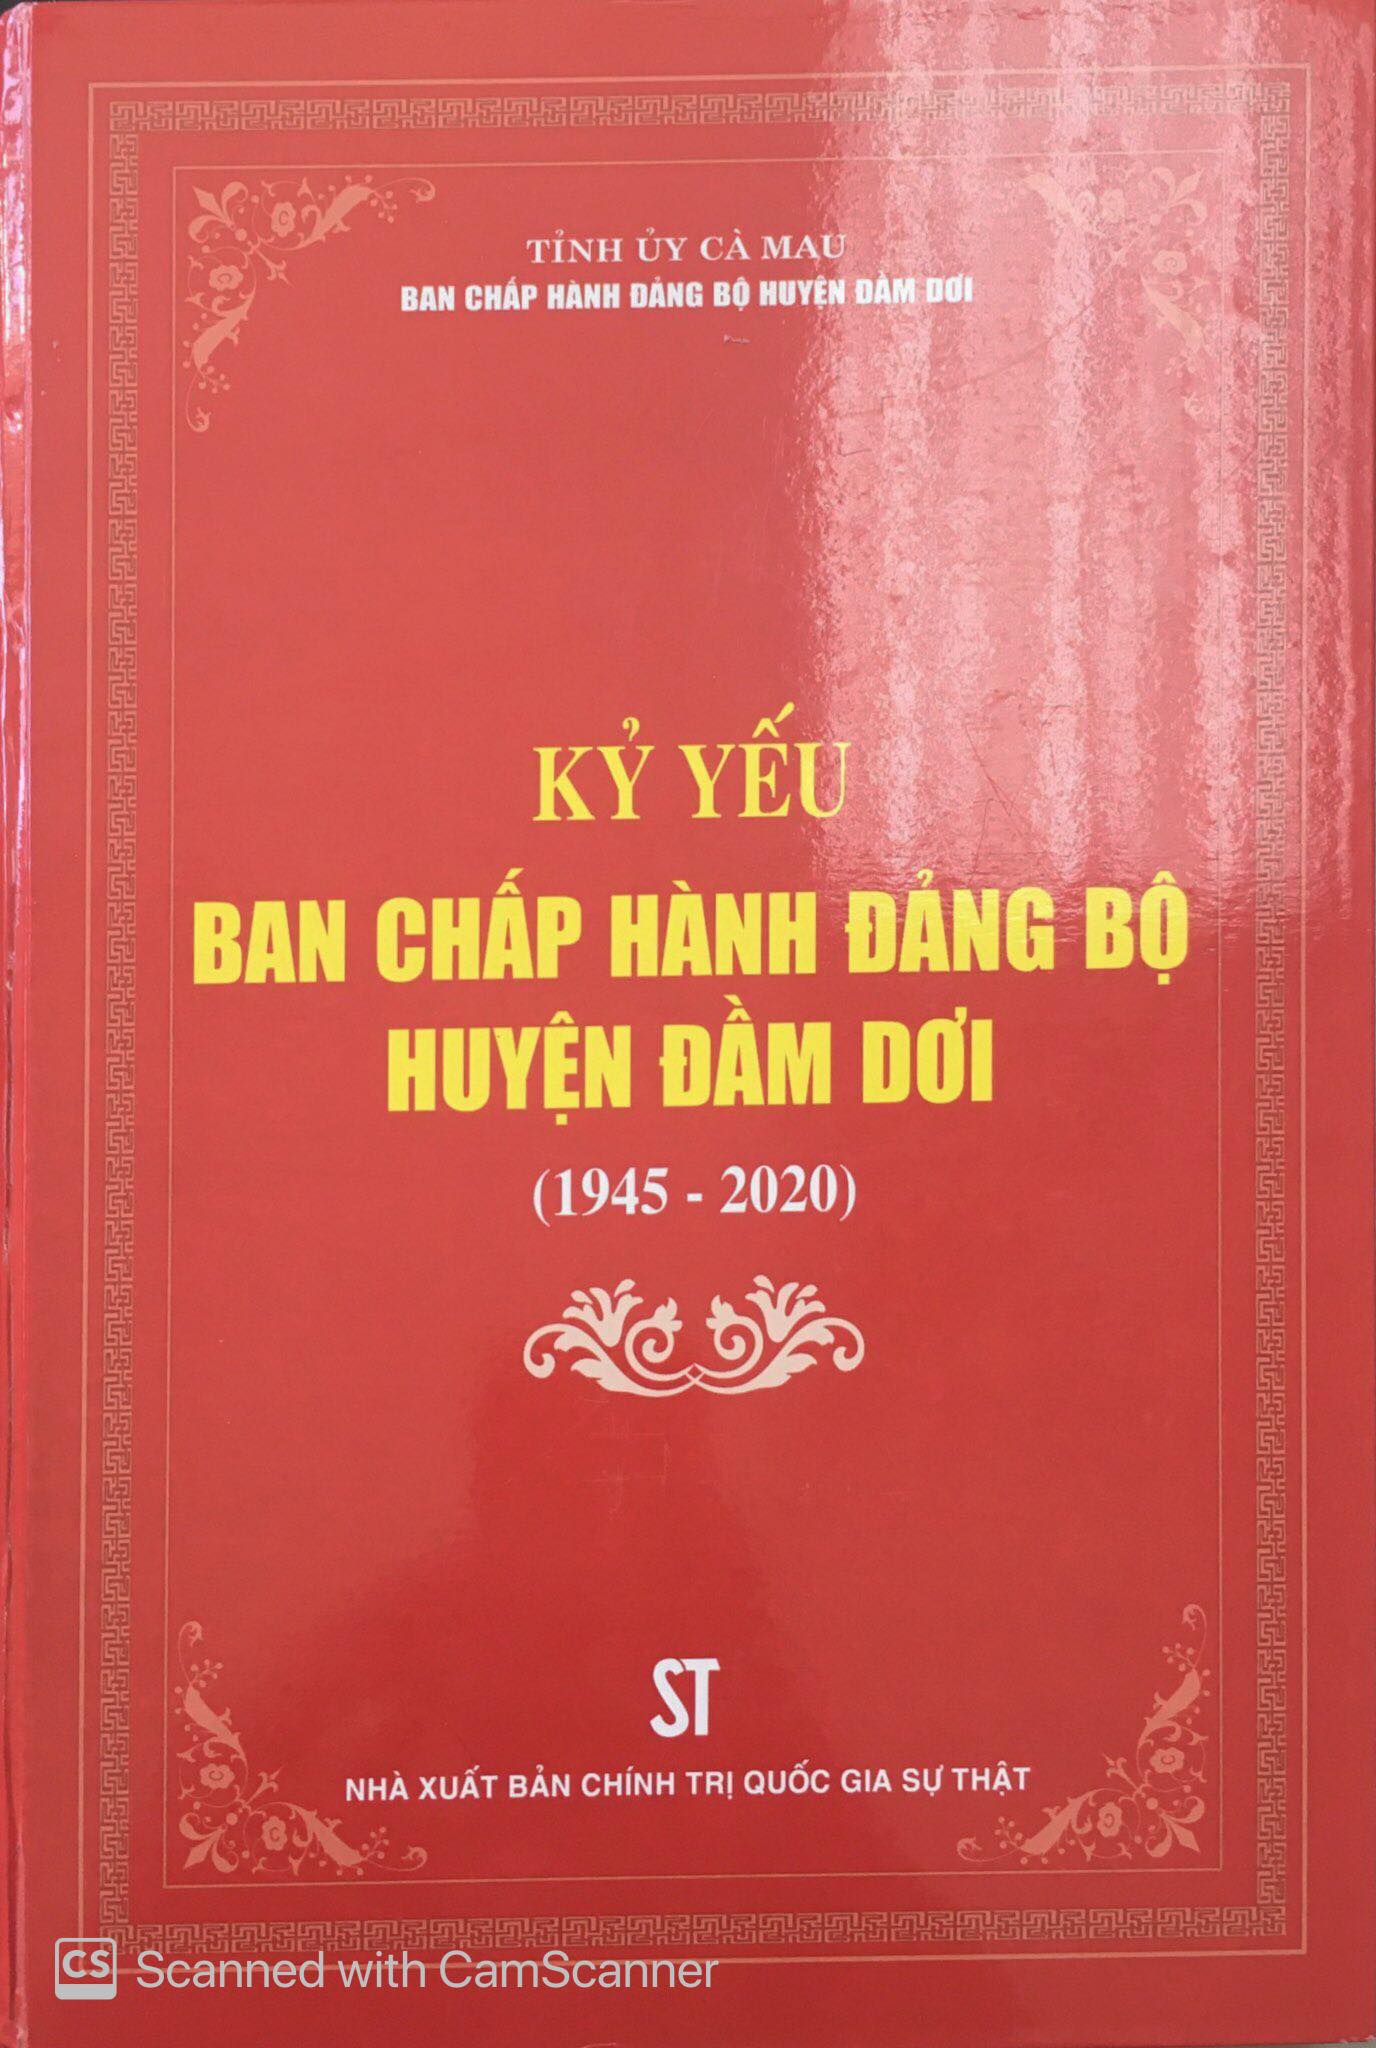 TỈNH ỦY CÀ MAU
BAN CHẤP HÀNH ĐẢNG BỘ HUYỆN ĐẦM DƠI
KỶ YẾU
BAN CHẤP HÀNH ĐẢNG BỘ
HUYỆN ĐẦM DƠI
(1945 - 2020)
ST
NHÀ XUẤT BẢN CHÍNH TRỊ QUỐC GIA SỰ THẬT
CS Scanned with CamScanner